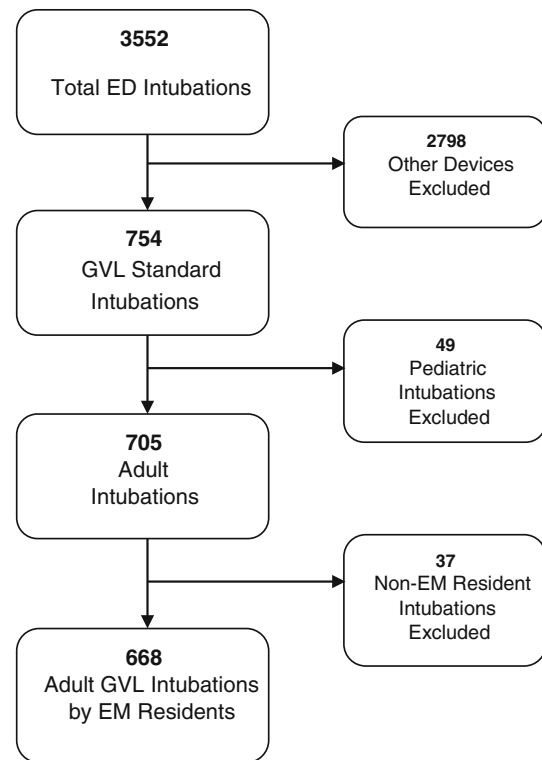 3552
Total ED Intubations
2798
Other Devices
Excluded
754
GVL Standard
Intubations
49
Pediatric
Intubations
Excluded
705
Adult
Intubations
37
Non-EM Resident
Intubations
Excluded
668
Adult GVL Intubations
by EM Residents